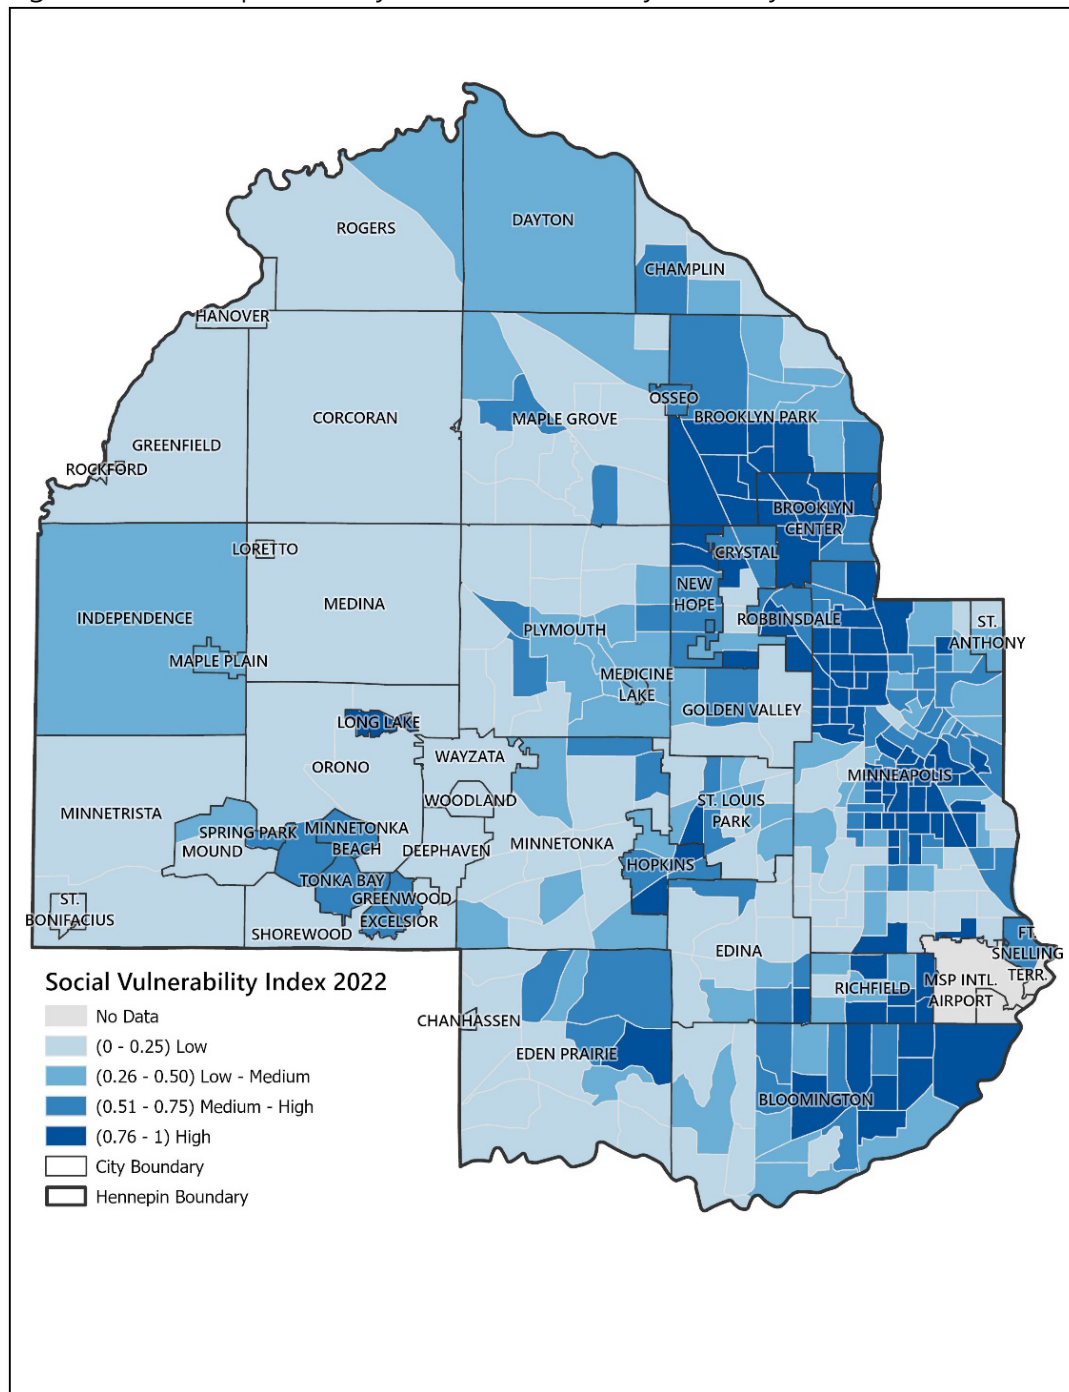 ROGERS
DAYTON
CHAMPLIN
HANOVER
OSSEO
CORCORAN
MAPLE GROVE
BROOKLYN PARK
GREENFIELD
ROCKFORD
BROOKLYN
CENTER
LORETTO
CRYSTAL
NEW
HOPE
MEDINA
INDEPENDENCE
PLYMOUTH
ROBBINSDALE
ST.
ANTHONY
MAPLE PLAIN
MEDICINE
LAKE
GOLDEN VALLEY
LONG LAKE
WAYZATA
ORONO
MINNEAPOLIS
WOODLAND
ST. LOUIS
PARK
MINNETRISTA
SPRING PARK
MINNETONKA
BEACH
MOUND
DEEPHAVEN
MINNETONKA
HOPKINS
TONKA BAY
GREENWOOD
EXCELSIOR
ST.
BONIFACIUS
SHOREWOOD
EDINA
FT.
SNELLING
TERR.
MSP INTL.
AIRPORT
RICHFIELD
CHANHASSEN
EDEN PRAIRIE
BLOOMINGTON
Social Vulnerability Index 2022
No Data
(0 - 0.25) Low
(0.26 - 0.50) Low - Medium
(0.51 - 0.75) Medium - High
(0.76 - 1) High
City Boundary
Hennepin Boundary